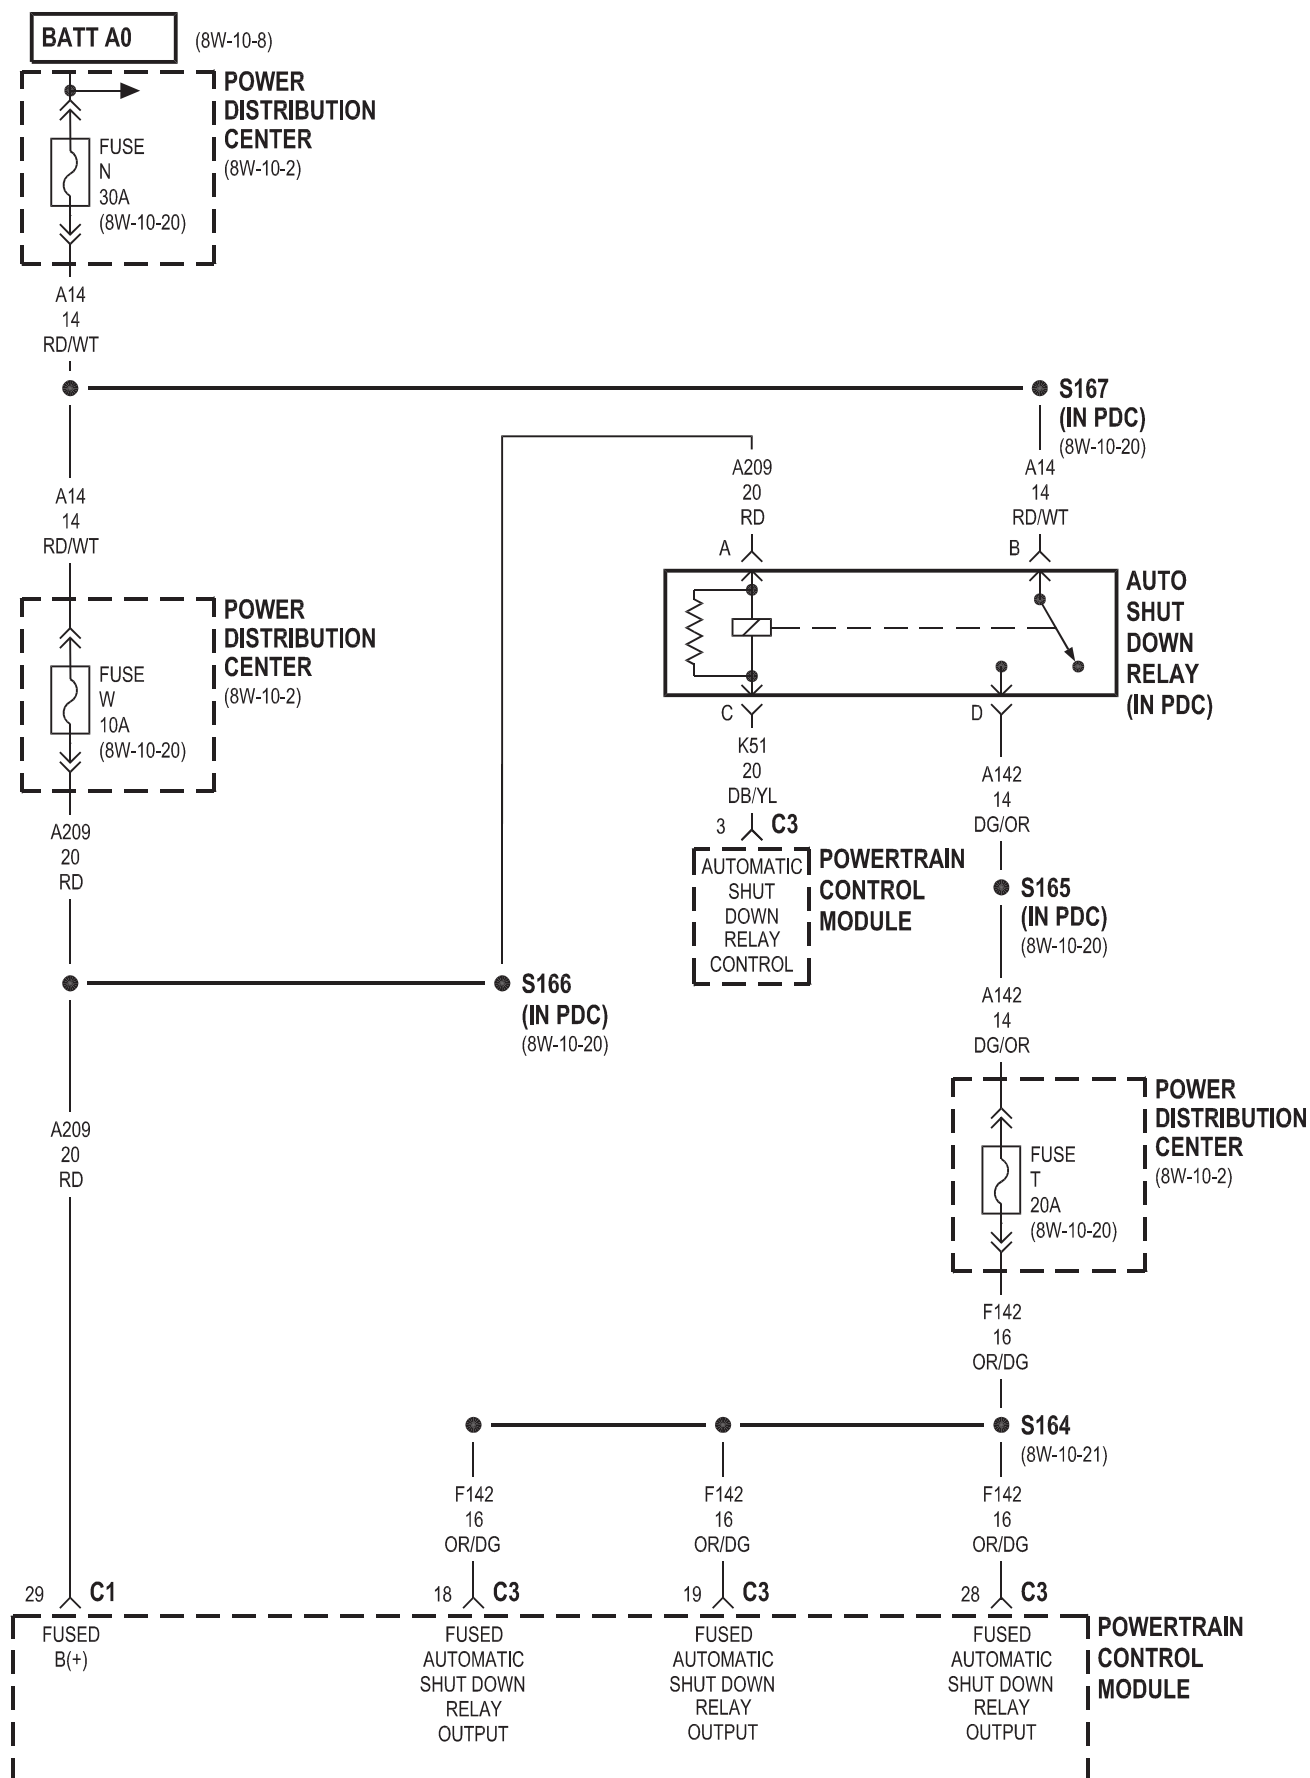 BATT A0
(8W-10-8)
POWER
DISTRIBUTION
CENTER
(8W-10-2)
FUSE
N
30A
(8W-10-20)
A14
14
RD/WT
S167
(IN PDC)
(8W-10-20)
A14
14
RD/WT
A209
20
RD
A14
14
RD/WT
A
B
AUTO
SHUT
DOWN
RELAY
(IN PDC)
POWER
DISTRIBUTION
CENTER
(8W-10-2)
FUSE
W
10A
(8W-10-20)
C
D
K51
20
DB/YL
3
C3
AUTOMATIC
SHUT
DOWN
RELAY
CONTROL
POWERTRAIN
CONTROL
MODULE
A142
14
DG/OR
S165
(IN PDC)
(8W-10-20)
A209
20
RD
S166
(IN PDC)
(8W-10-20)
A142
14
DG/OR
A209
20
RD
POWER
DISTRIBUTION
CENTER
(8W-10-2)
FUSE
T
20A
(8W-10-20)
F142
16
OR/DG
S164
(8W-10-21)
F142
16
OR/DG
F142
16
OR/DG
F142
16
OR/DG
29
C1
18
C3
19
C3
28
C3
FUSED
B(+)
FUSED
AUTOMATIC
SHUT DOWN
RELAY
OUTPUT
FUSED
AUTOMATIC
SHUT DOWN
RELAY
OUTPUT
FUSED
AUTOMATIC
SHUT DOWN
RELAY
OUTPUT
POWERTRAIN
CONTROL
MODULE